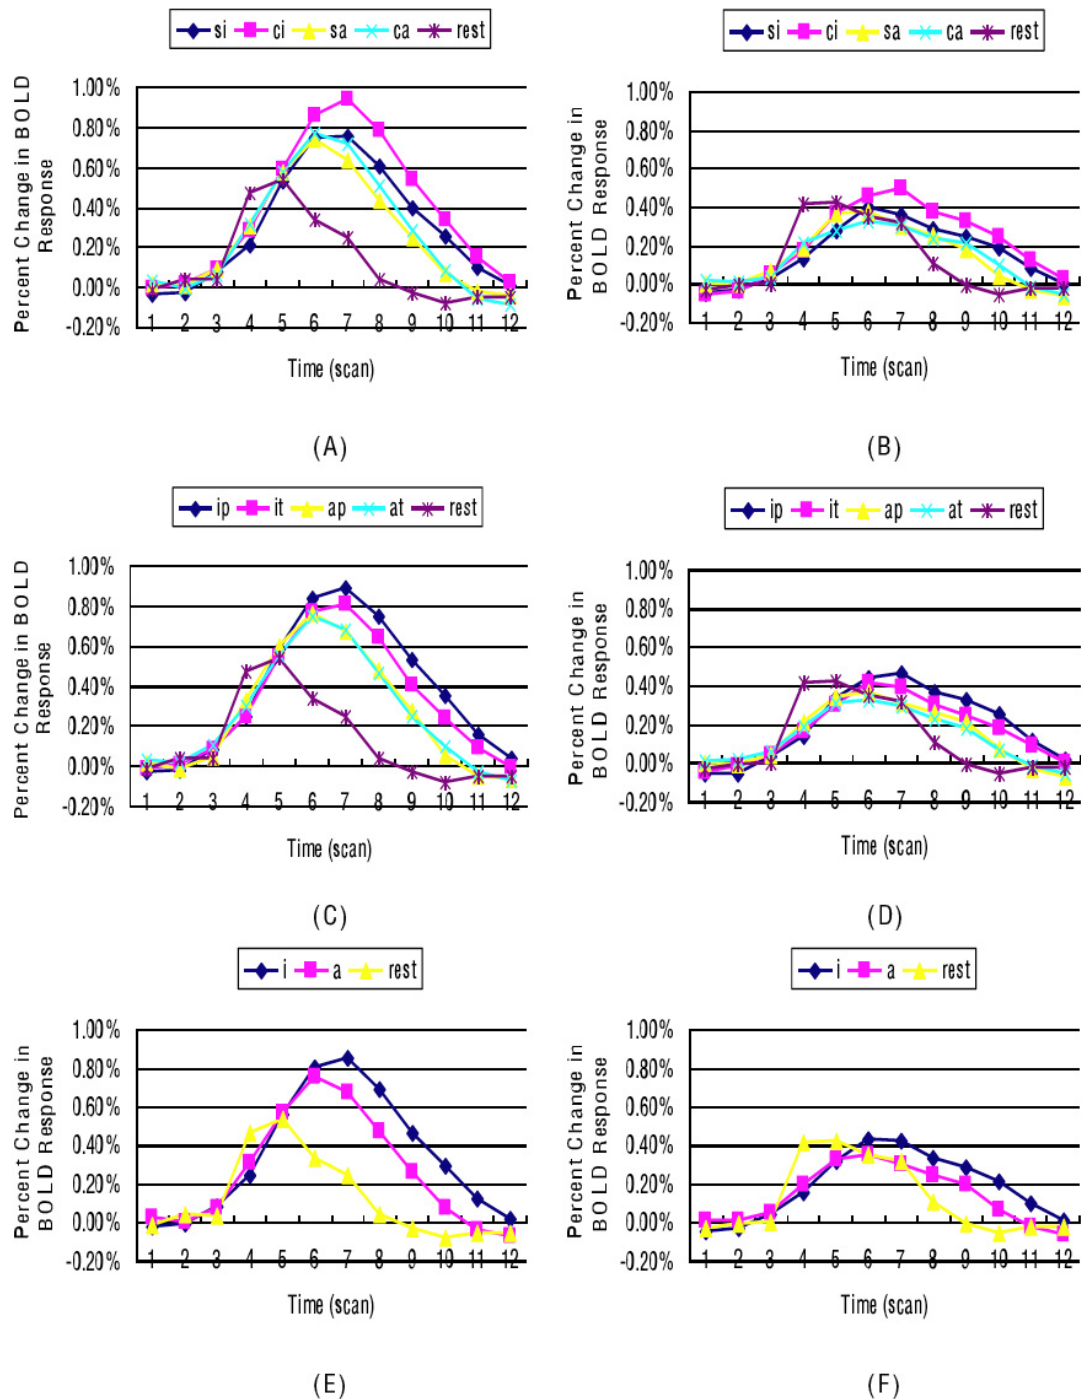 si ci sa ca rest
Percent Change in BOLD
Response
1.00%
0.80%
0.60%
0.40%
0.20%
0.00%
-0.20%
1 2 3 4 5 6 7 8 9 10 11 12
Time (scan)
(A)
si ci sa ca rest
Percent Change in
BOLD Response
1.00%
0.80%
0.60%
0.40%
0.20%
0.00%
-0.20%
1 2 3 4 5 6 7 8 9 10 11 12
Time (scan)
(B)
ip it ap at rest
Percent Change in BOLD
Response
1.00%
0.80%
0.60%
0.40%
0.20%
0.00%
-0.20%
1 2 3 4 5 6 7 8 9 10 11 12
Time (scan)
(C)
ip it ap at rest
Percent Change in
BOLD Response
1.00%
0.80%
0.60%
0.40%
0.20%
0.00%
-0.20%
1 2 3 4 5 6 7 8 9 10 11 12
Time (scan)
(D)
i a rest
Percent Change in
BOLD Response
1.00%
0.80%
0.60%
0.40%
0.20%
0.00%
-0.20%
1 2 3 4 5 6 7 8 9 10 11 12
Time (scan)
(E)
i a rest
Percent Change in
BOLD Response
1.00%
0.80%
0.60%
0.40%
0.20%
0.00%
-0.20%
1 2 3 4 5 6 7 8 9 10 11 12
Time (scan)
(F)